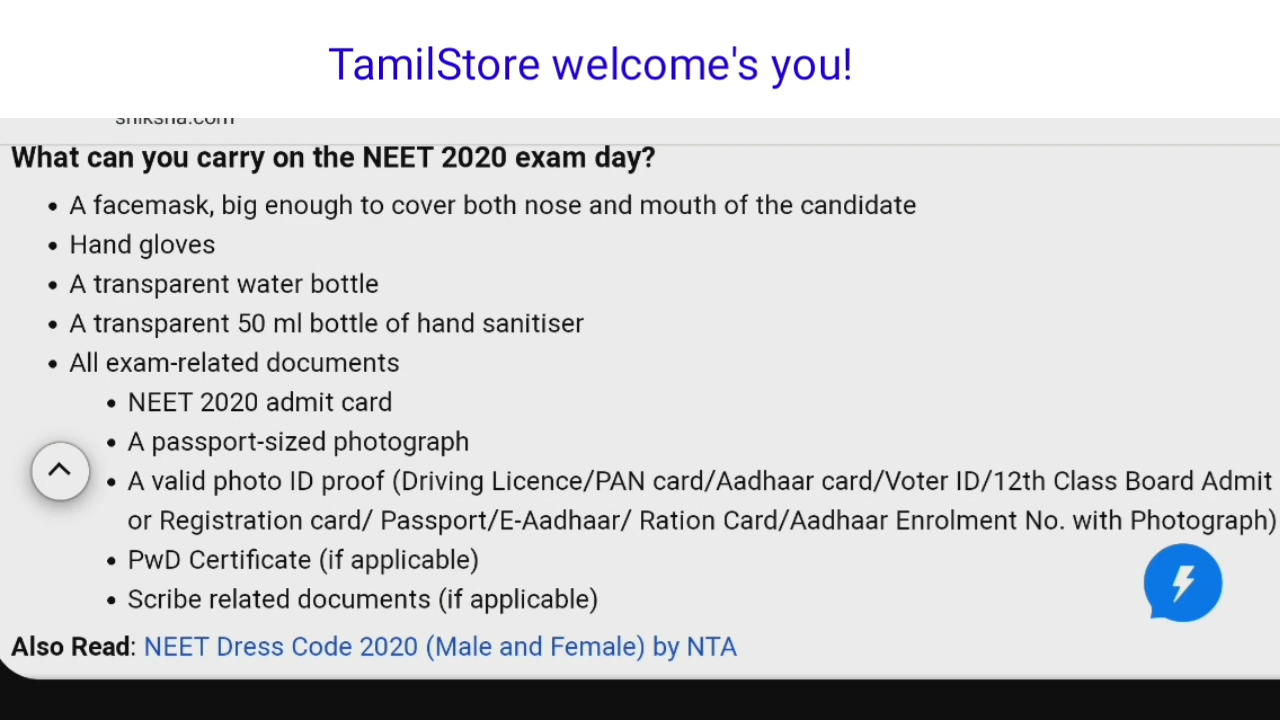 TamilStore welcome's you!
shiksha.com
What can you carry on the NEET 2020 exam day?
• A facemask, big enough to cover both nose and mouth of the candidate
• Hand gloves
• A transparent water bottle
• A transparent 50 ml bottle of hand sanitiser
• All exam-related documents
• NEET 2020 admit card
• A passport-sized photograph
• A valid photo ID proof (Driving Licence/PAN card/Aadhaar card/Voter ID/12th Class Board Admit
or Registration card/ Passport/E-Aadhaar/ Ration Card/Aadhaar Enrolment No. with Photograph)
• PwD Certificate (if applicable)
• Scribe related documents (if applicable)
Also Read: NEET Dress Code 2020 (Male and Female) by NTA